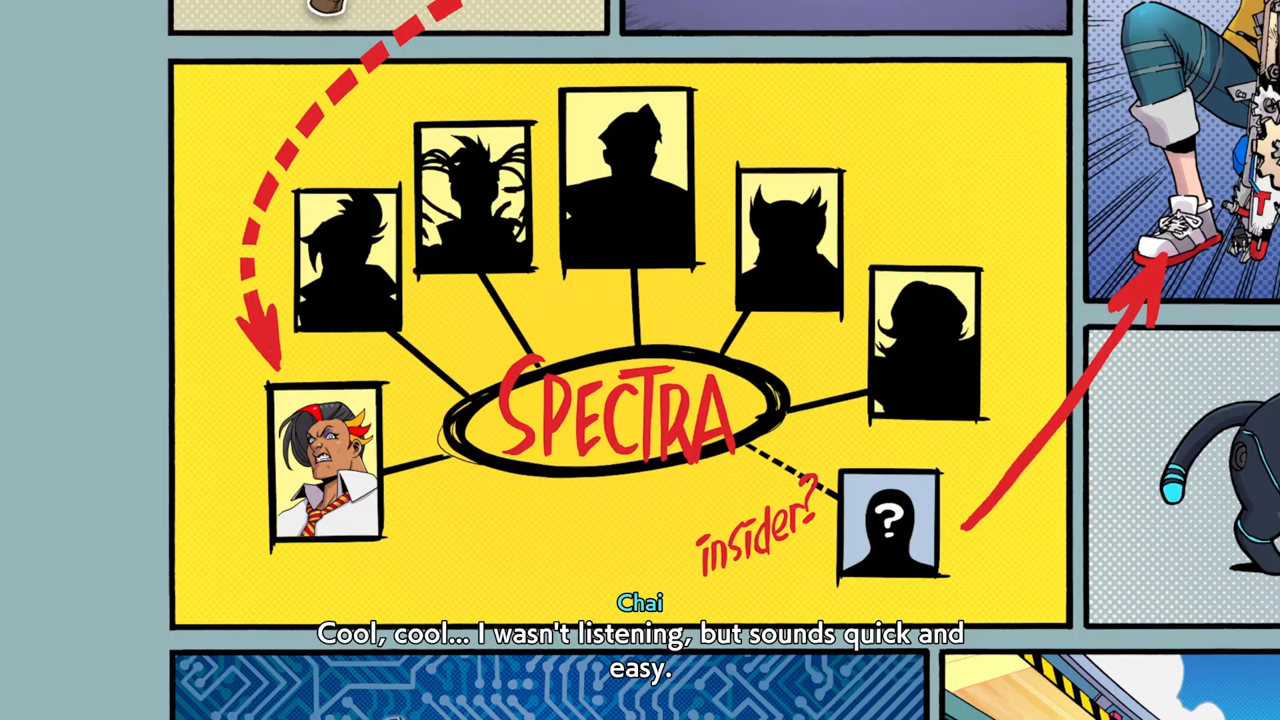 SPECTRA
insider?
?
Chai
Cool, cool... I wasn't listening, but sounds quick and
easy.